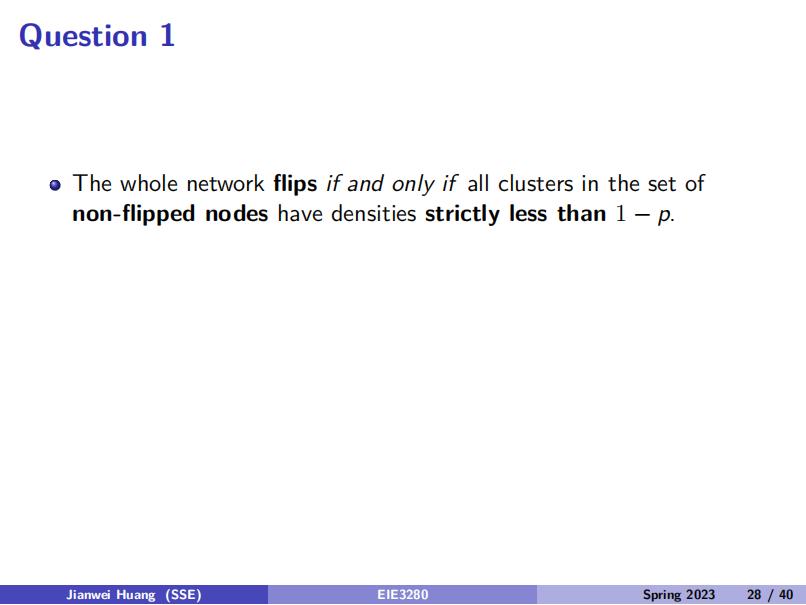 Question 1
The whole network flips if and only if all clusters in the set of
non-flipped nodes have densities strictly less than 1 − p.
Jianwei Huang (SSE) EIE3280 Spring 2023 28 / 40